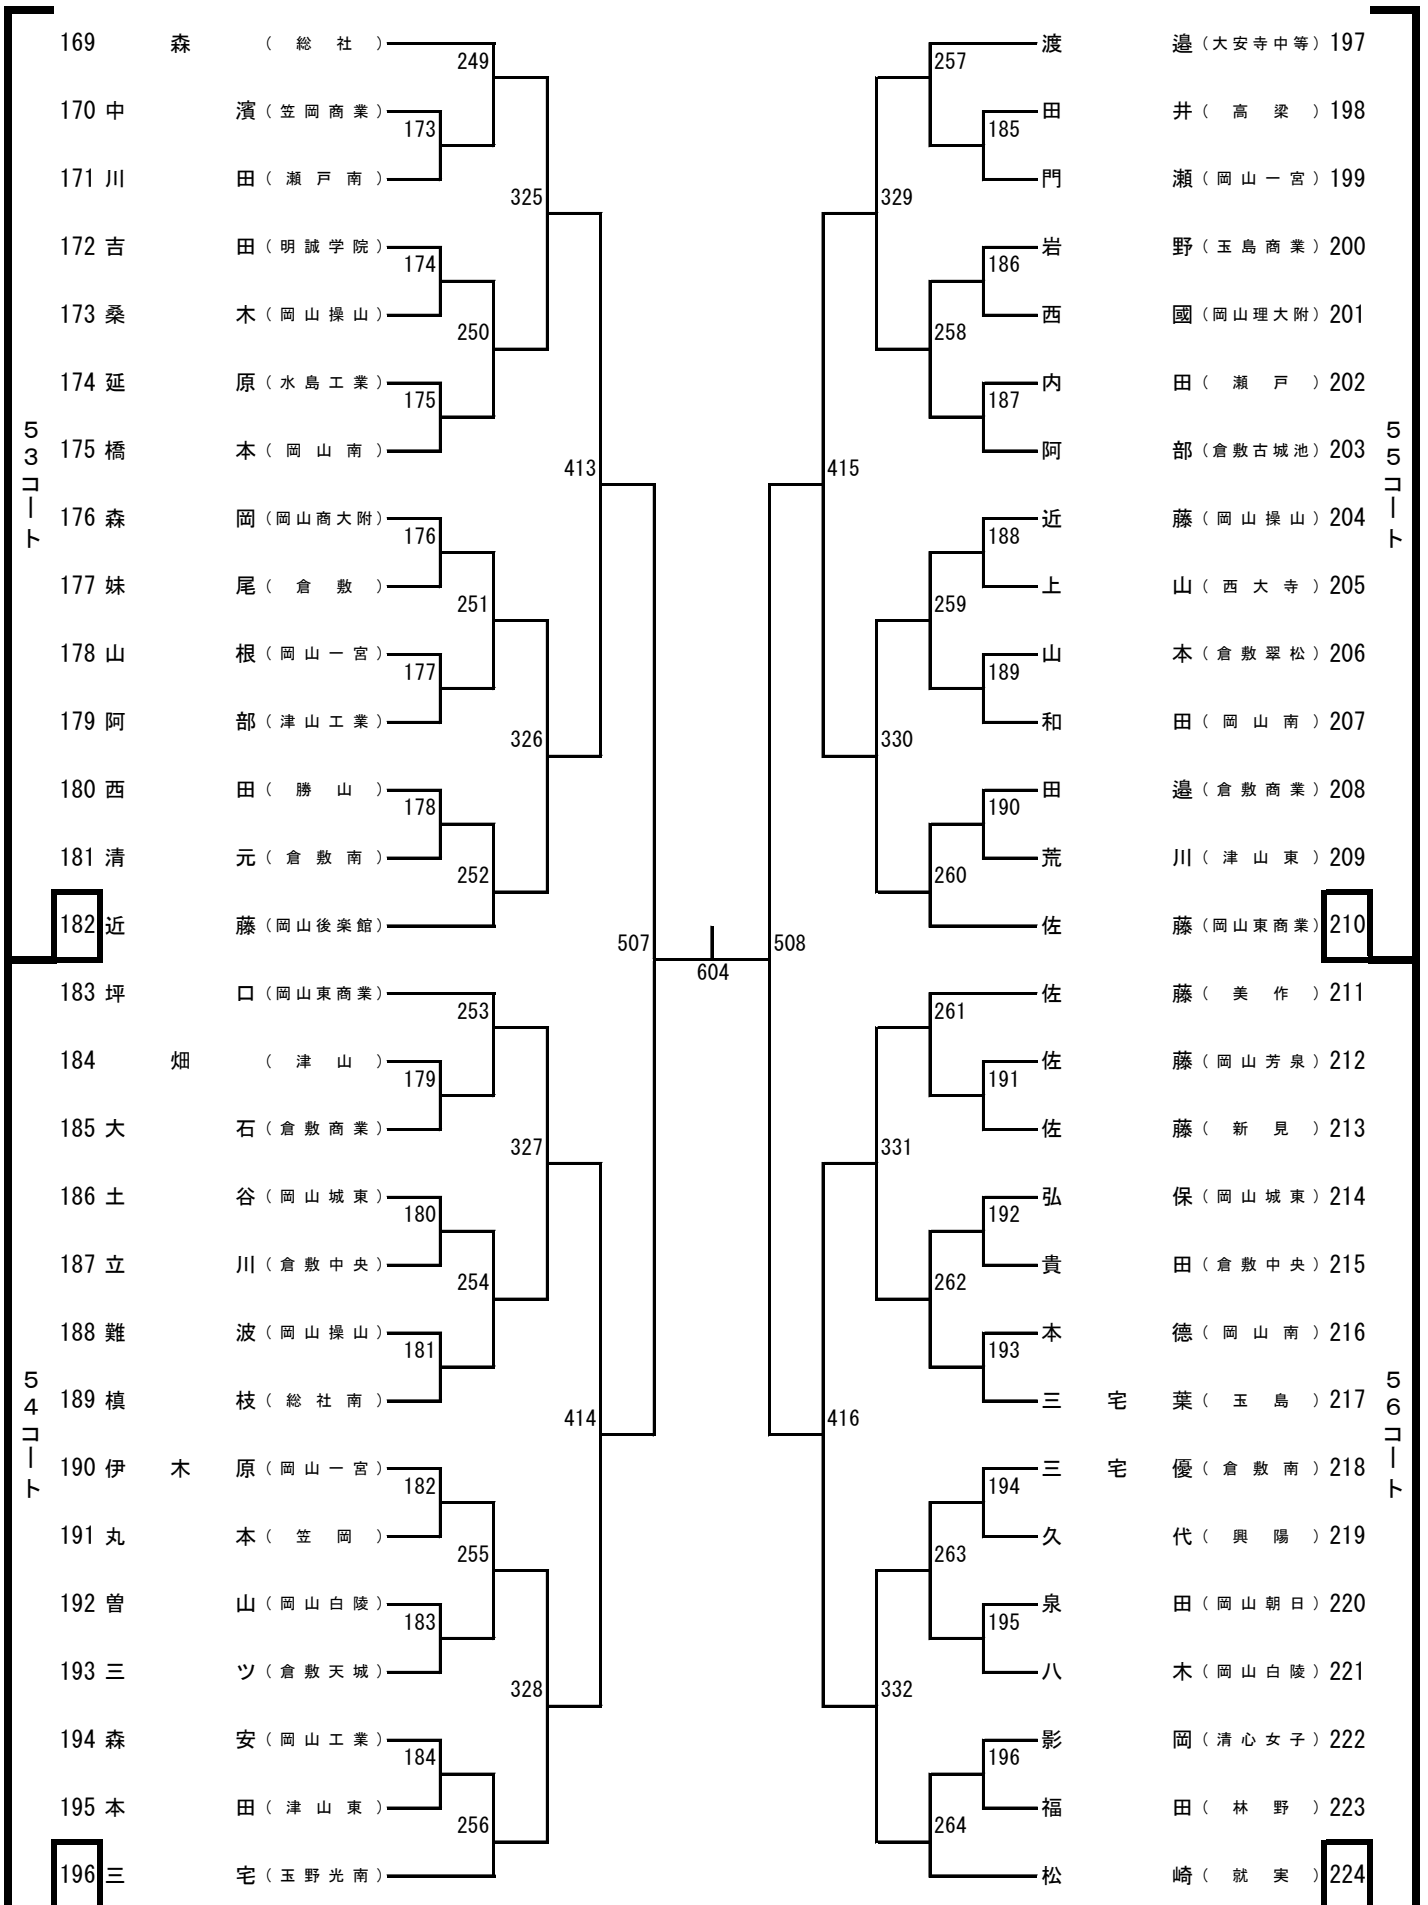 169 森 （総社）
170 中濱（笠岡商業）
171 川田（瀬戸南）
172 吉田（明誠学院）
173 桑木（岡山操山）
174 延原（水島工業）
175 橋本（岡山南）
176 森岡（岡山商大附）
177 妹尾（倉敷）
178 山根（岡山一宮）
179 阿部（津山工業）
180 西田（勝山）
181 清元（倉敷南）
182 近藤（岡山後楽館）
183 坪口（岡山東商業）
184 畑 （津山）
185 大石（倉敷商業）
186 土谷（岡山城東）
187 立川（倉敷中央）
188 難波（岡山操山）
189 槙枝（総社南）
190 伊木原（岡山一宮）
191 丸本（笠岡）
192 曽山（岡山白陵）
193 三ツ（倉敷天城）
194 森安（岡山工業）
195 本田（津山東）
196 三宅（玉野光南）
53コート
54コート
173
174
175
176
177
178
179
180
181
182
183
184
249
250
251
252
253
254
255
256
325
326
327
328
413
414
507
604
508
415
416
329
330
331
332
257
258
259
260
261
262
263
264
185
186
187
188
189
190
191
192
193
194
195
196
渡邉（大安寺中等）197
田井（高梁）198
門瀬（岡山一宮）199
岩野（玉島商業）200
西國（岡山理大附）201
内田（瀬戸）202
阿部（倉敷古城池）203
近藤（岡山操山）204
上山（西大寺）205
山本（倉敷翠松）206
和田（岡山南）207
田邉（倉敷商業）208
荒川（津山東）209
佐藤（岡山東商業）210
佐藤（美作）211
佐藤（岡山芳泉）212
佐藤（新見）213
弘保（岡山城東）214
貴田（倉敷中央）215
本德（岡山南）216
三宅葉（玉島）217
三宅優（倉敷南）218
久代（興陽）219
泉田（岡山朝日）220
八木（岡山白陵）221
影岡（清心女子）222
福田（林野）223
松崎（就実）224
55コート
56コート